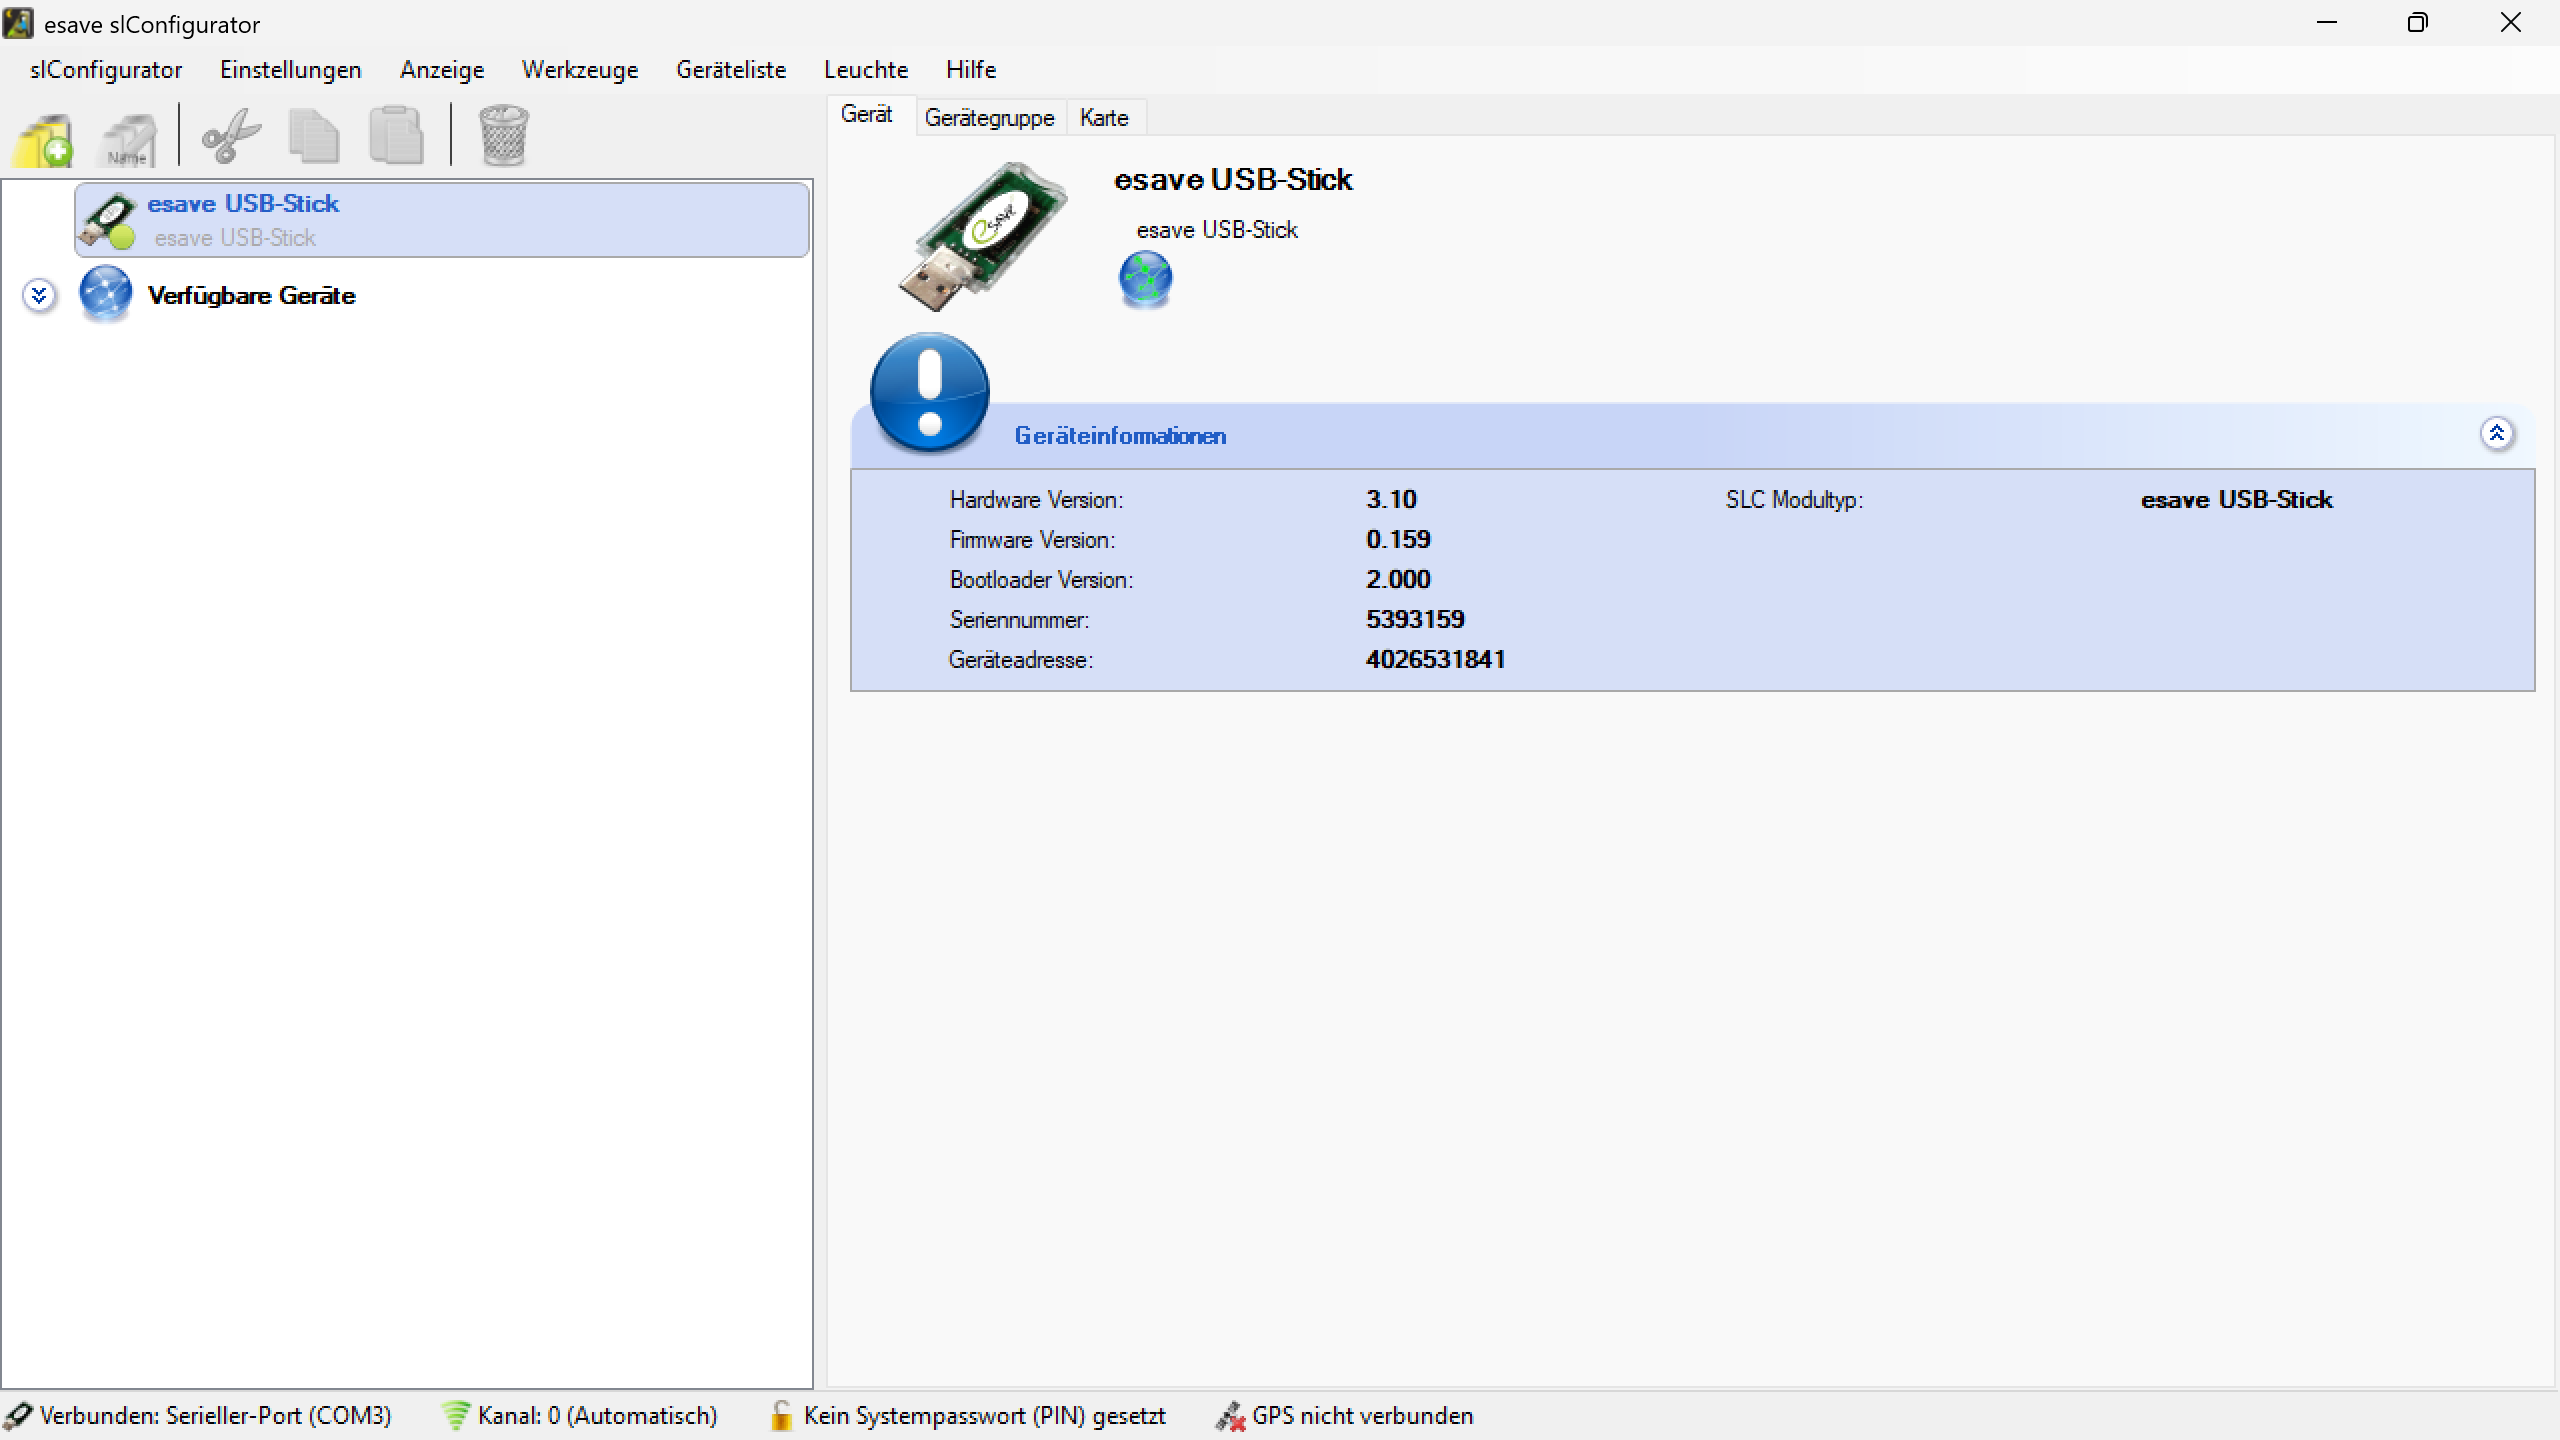 esave slConfigurator
slConfigurator Einstellungen Anzeige Werkzeuge Geräteliste Leuchte Hilfe
Name
esave USB-Stick
esave USB-Stick
Verfügbare Geräte
Gerät Gerätegruppe Karte
esave
esave USB-Stick
esave USB-Stick
Geräteinformationen
Hardware Version: 3.10 SLC Modultyp: esave USB-Stick
Firmware Version: 0.159
Bootloader Version: 2.000
Seriennummer: 5393159
Geräteadresse: 4026531841
Verbunden: Serieller-Port (COM3) Kanal: 0 (Automatisch) Kein Systempasswort (PIN) gesetzt GPS nicht verbunden